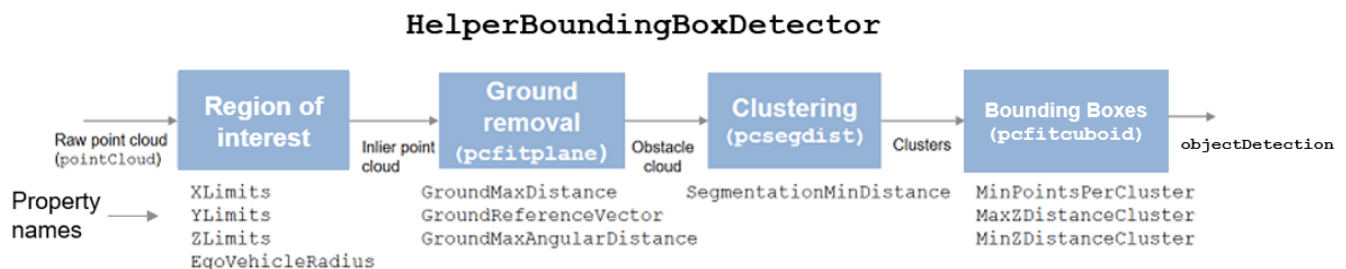 HelperBoundingBoxDetector
Region of
interest
Ground
removal
(pcfitplane)
Clustering
(pcsegdist)
Bounding Boxes
(pcfitcuboid)
Raw point cloud
(pointCloud)
Inlier point
cloud
Obstacle
cloud
Clusters
objectDetection
Property
names
XLimits
YLimits
ZLimits
EgoVehicleRadius
GroundMaxDistance
GroundReferenceVector
GroundMaxAngularDistance
SegmentationMinDistance
MinPointsPerCluster
MaxZDistanceCluster
MinZDistanceCluster